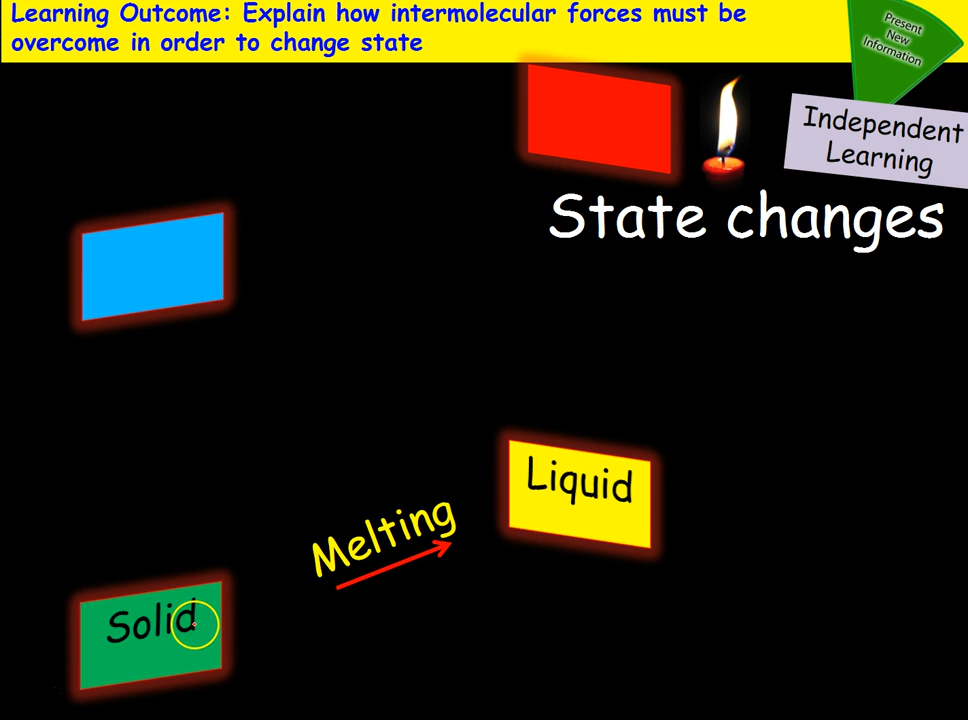 Learning Outcome: Explain how intermolecular forces must be
overcome in order to change state
Present
New
Information
Independent
Learning
State changes
Liquid
Melting
Solid